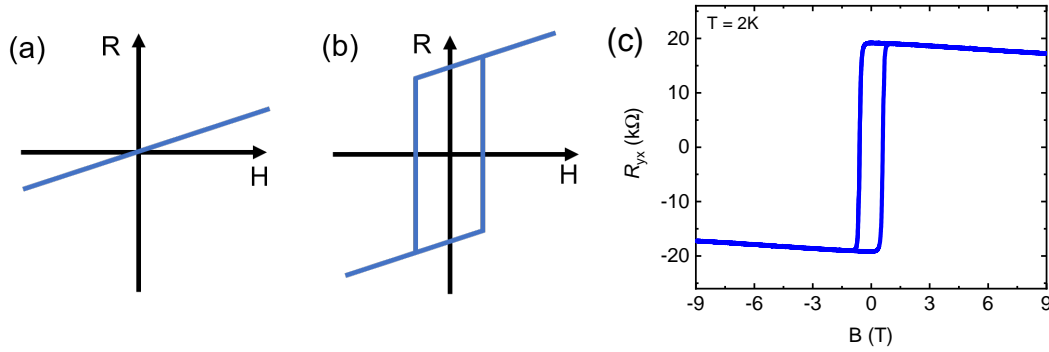 (a)
R
H
(b)
R
H
(c)
T = 2K
R_yx (kΩ)
20
10
0
-10
-20
-9 -6 -3 0 3 6 9
B (T)